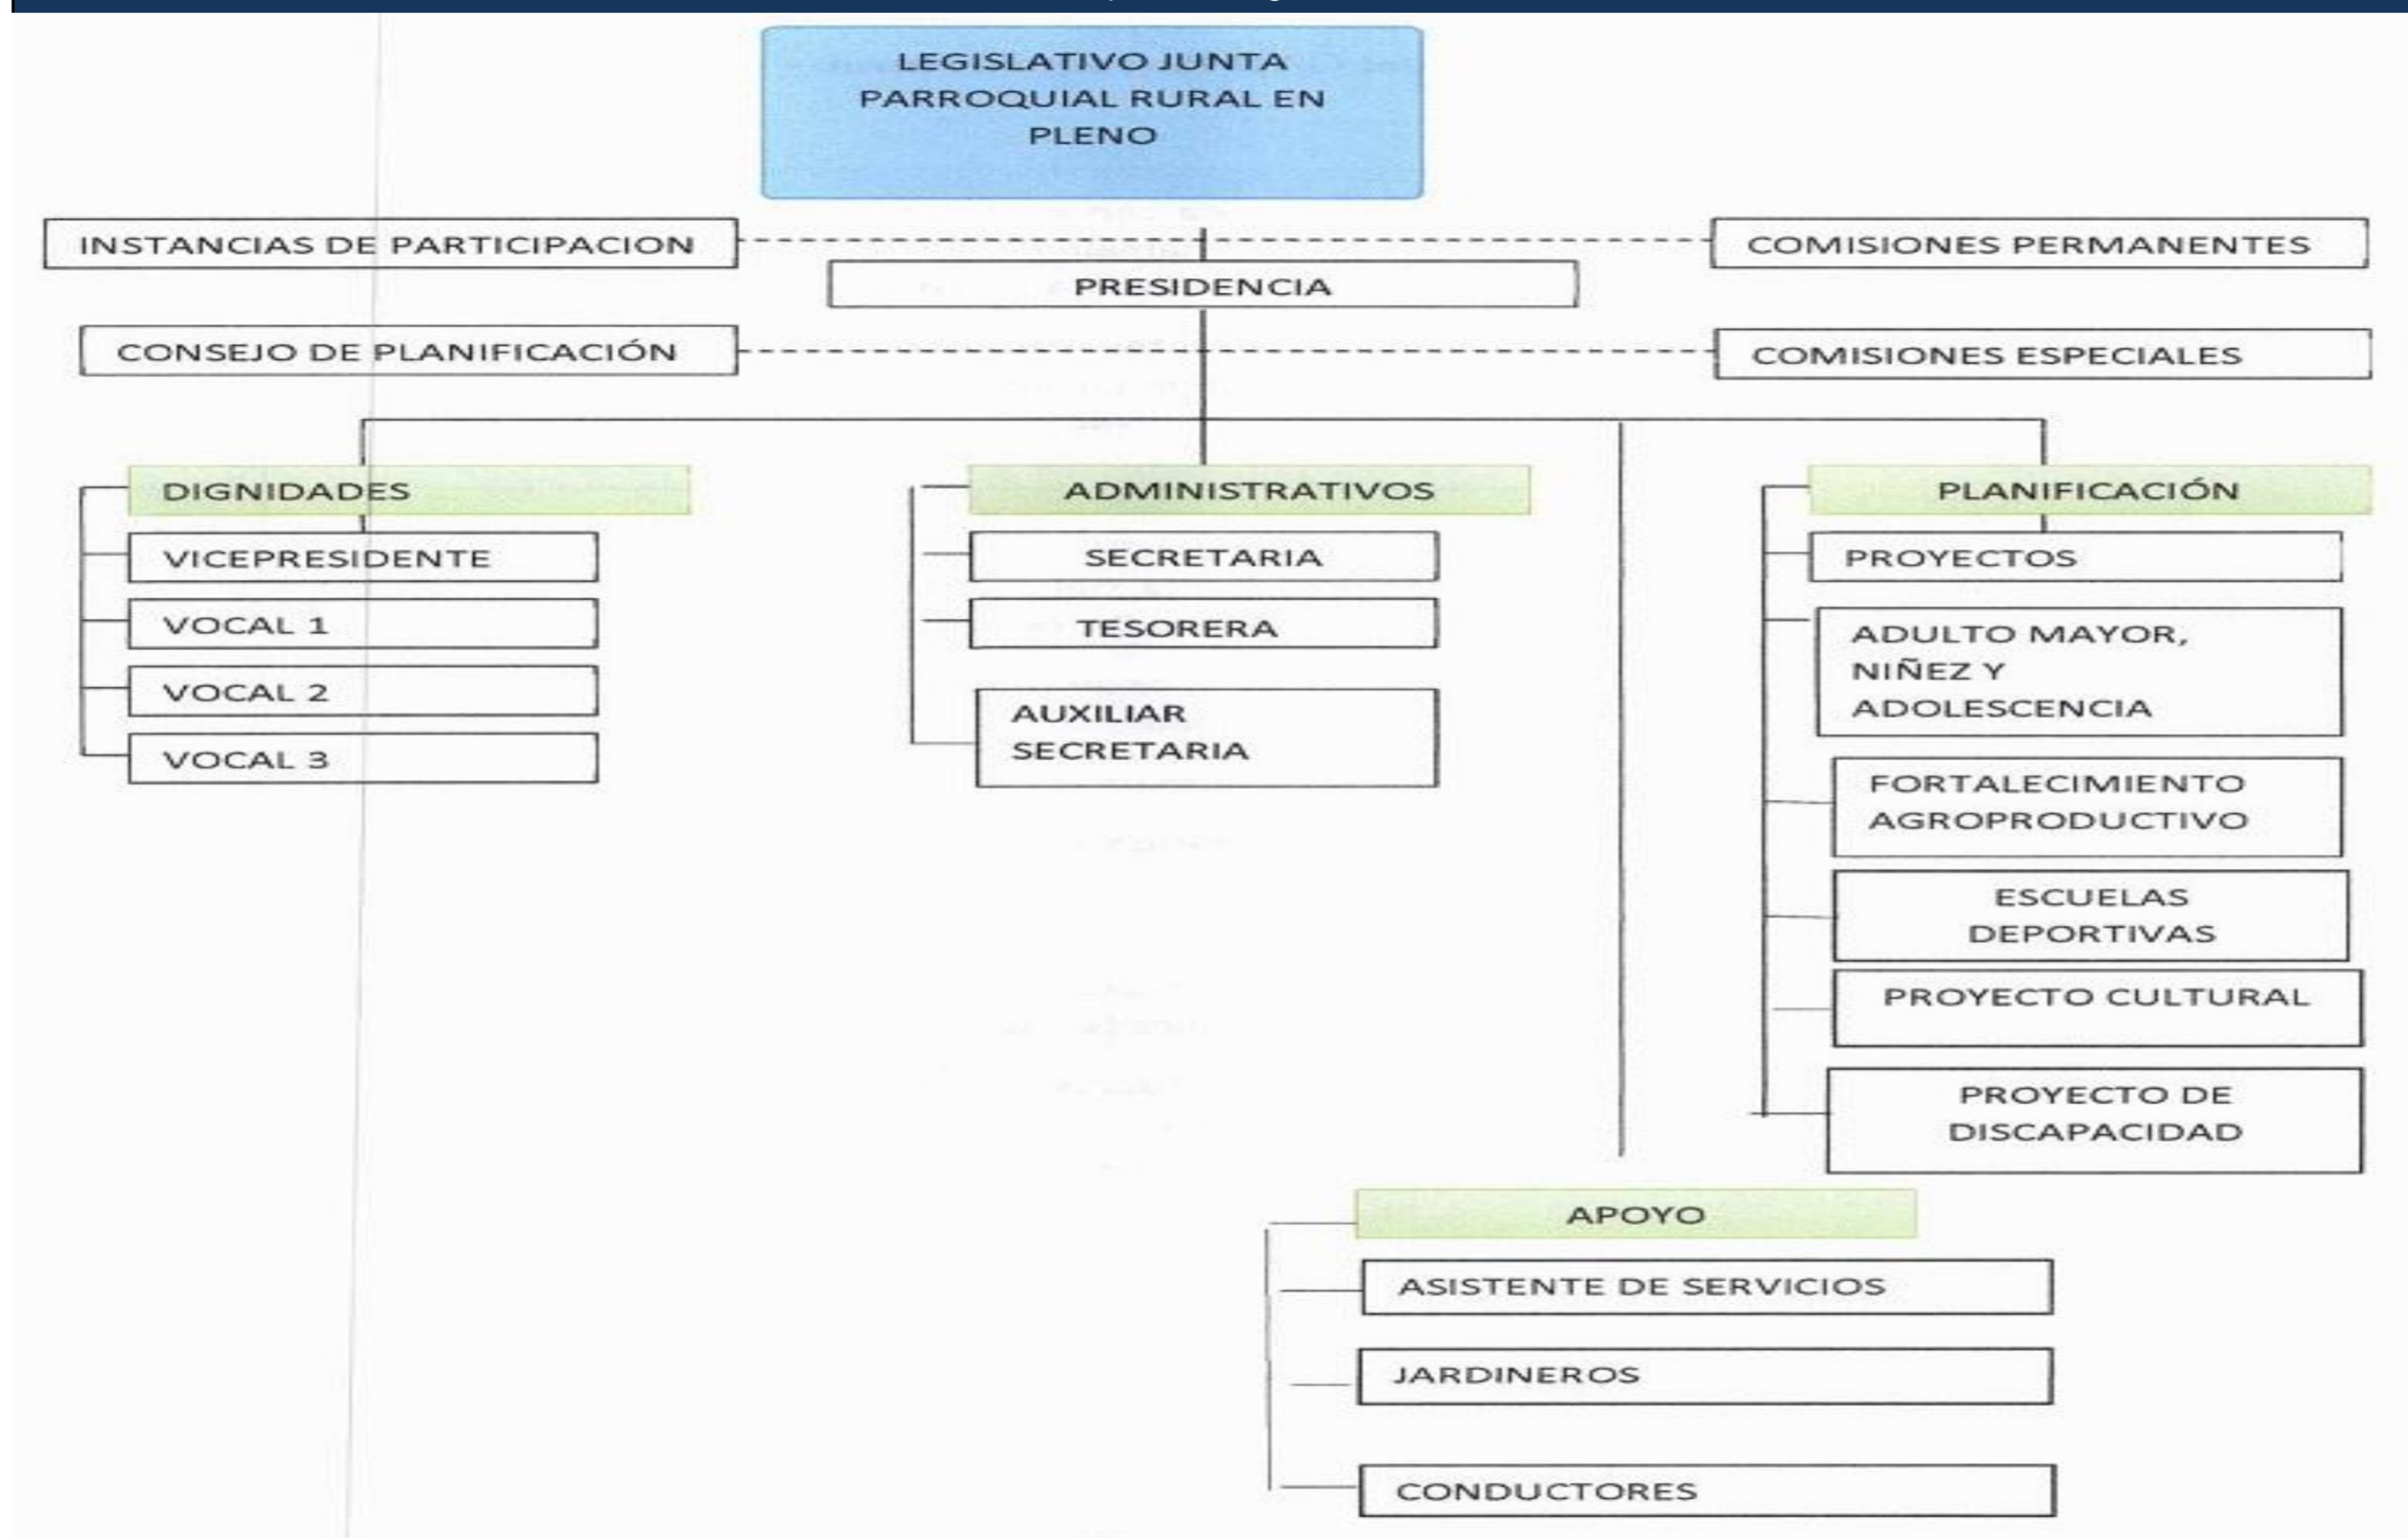 LEGISLATIVO JUNTA
PARROQUIAL RURAL EN
PLENO
INSTANCIAS DE PARTICIPACION
COMISIONES PERMANENTES
PRESIDENCIA
CONSEJO DE PLANIFICACIÓN
COMISIONES ESPECIALES
DIGNIDADES
VICEPRESIDENTE
VOCAL 1
VOCAL 2
VOCAL 3
ADMINISTRATIVOS
SECRETARIA
TESORERA
AUXILIAR
SECRETARIA
PLANIFICACIÓN
PROYECTOS
ADULTO MAYOR,
NIÑEZ Y
ADOLESCENCIA
FORTALECIMIENTO
AGROPRODUCTIVO
ESCUELAS
DEPORTIVAS
PROYECTO CULTURAL
PROYECTO DE
DISCAPACIDAD
APOYO
ASISTENTE DE SERVICIOS
JARDINEROS
CONDUCTORES